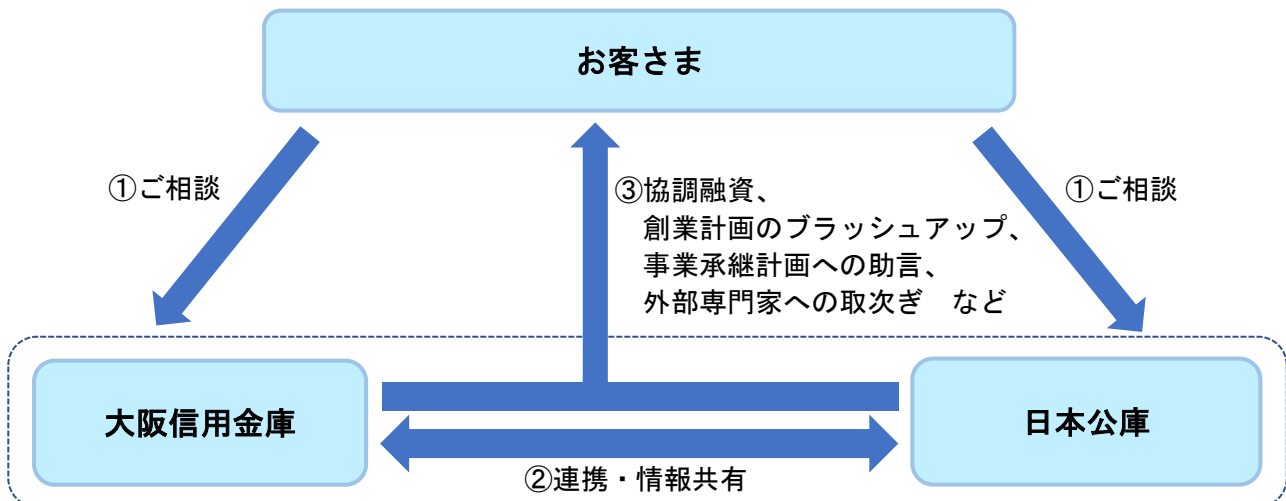 お客さま
①ご相談
③協調融資、
創業計画のブラッシュアップ、
事業承継計画への助言、
外部専門家への取次ぎ　など
①ご相談
大阪信用金庫
日本公庫
②連携・情報共有